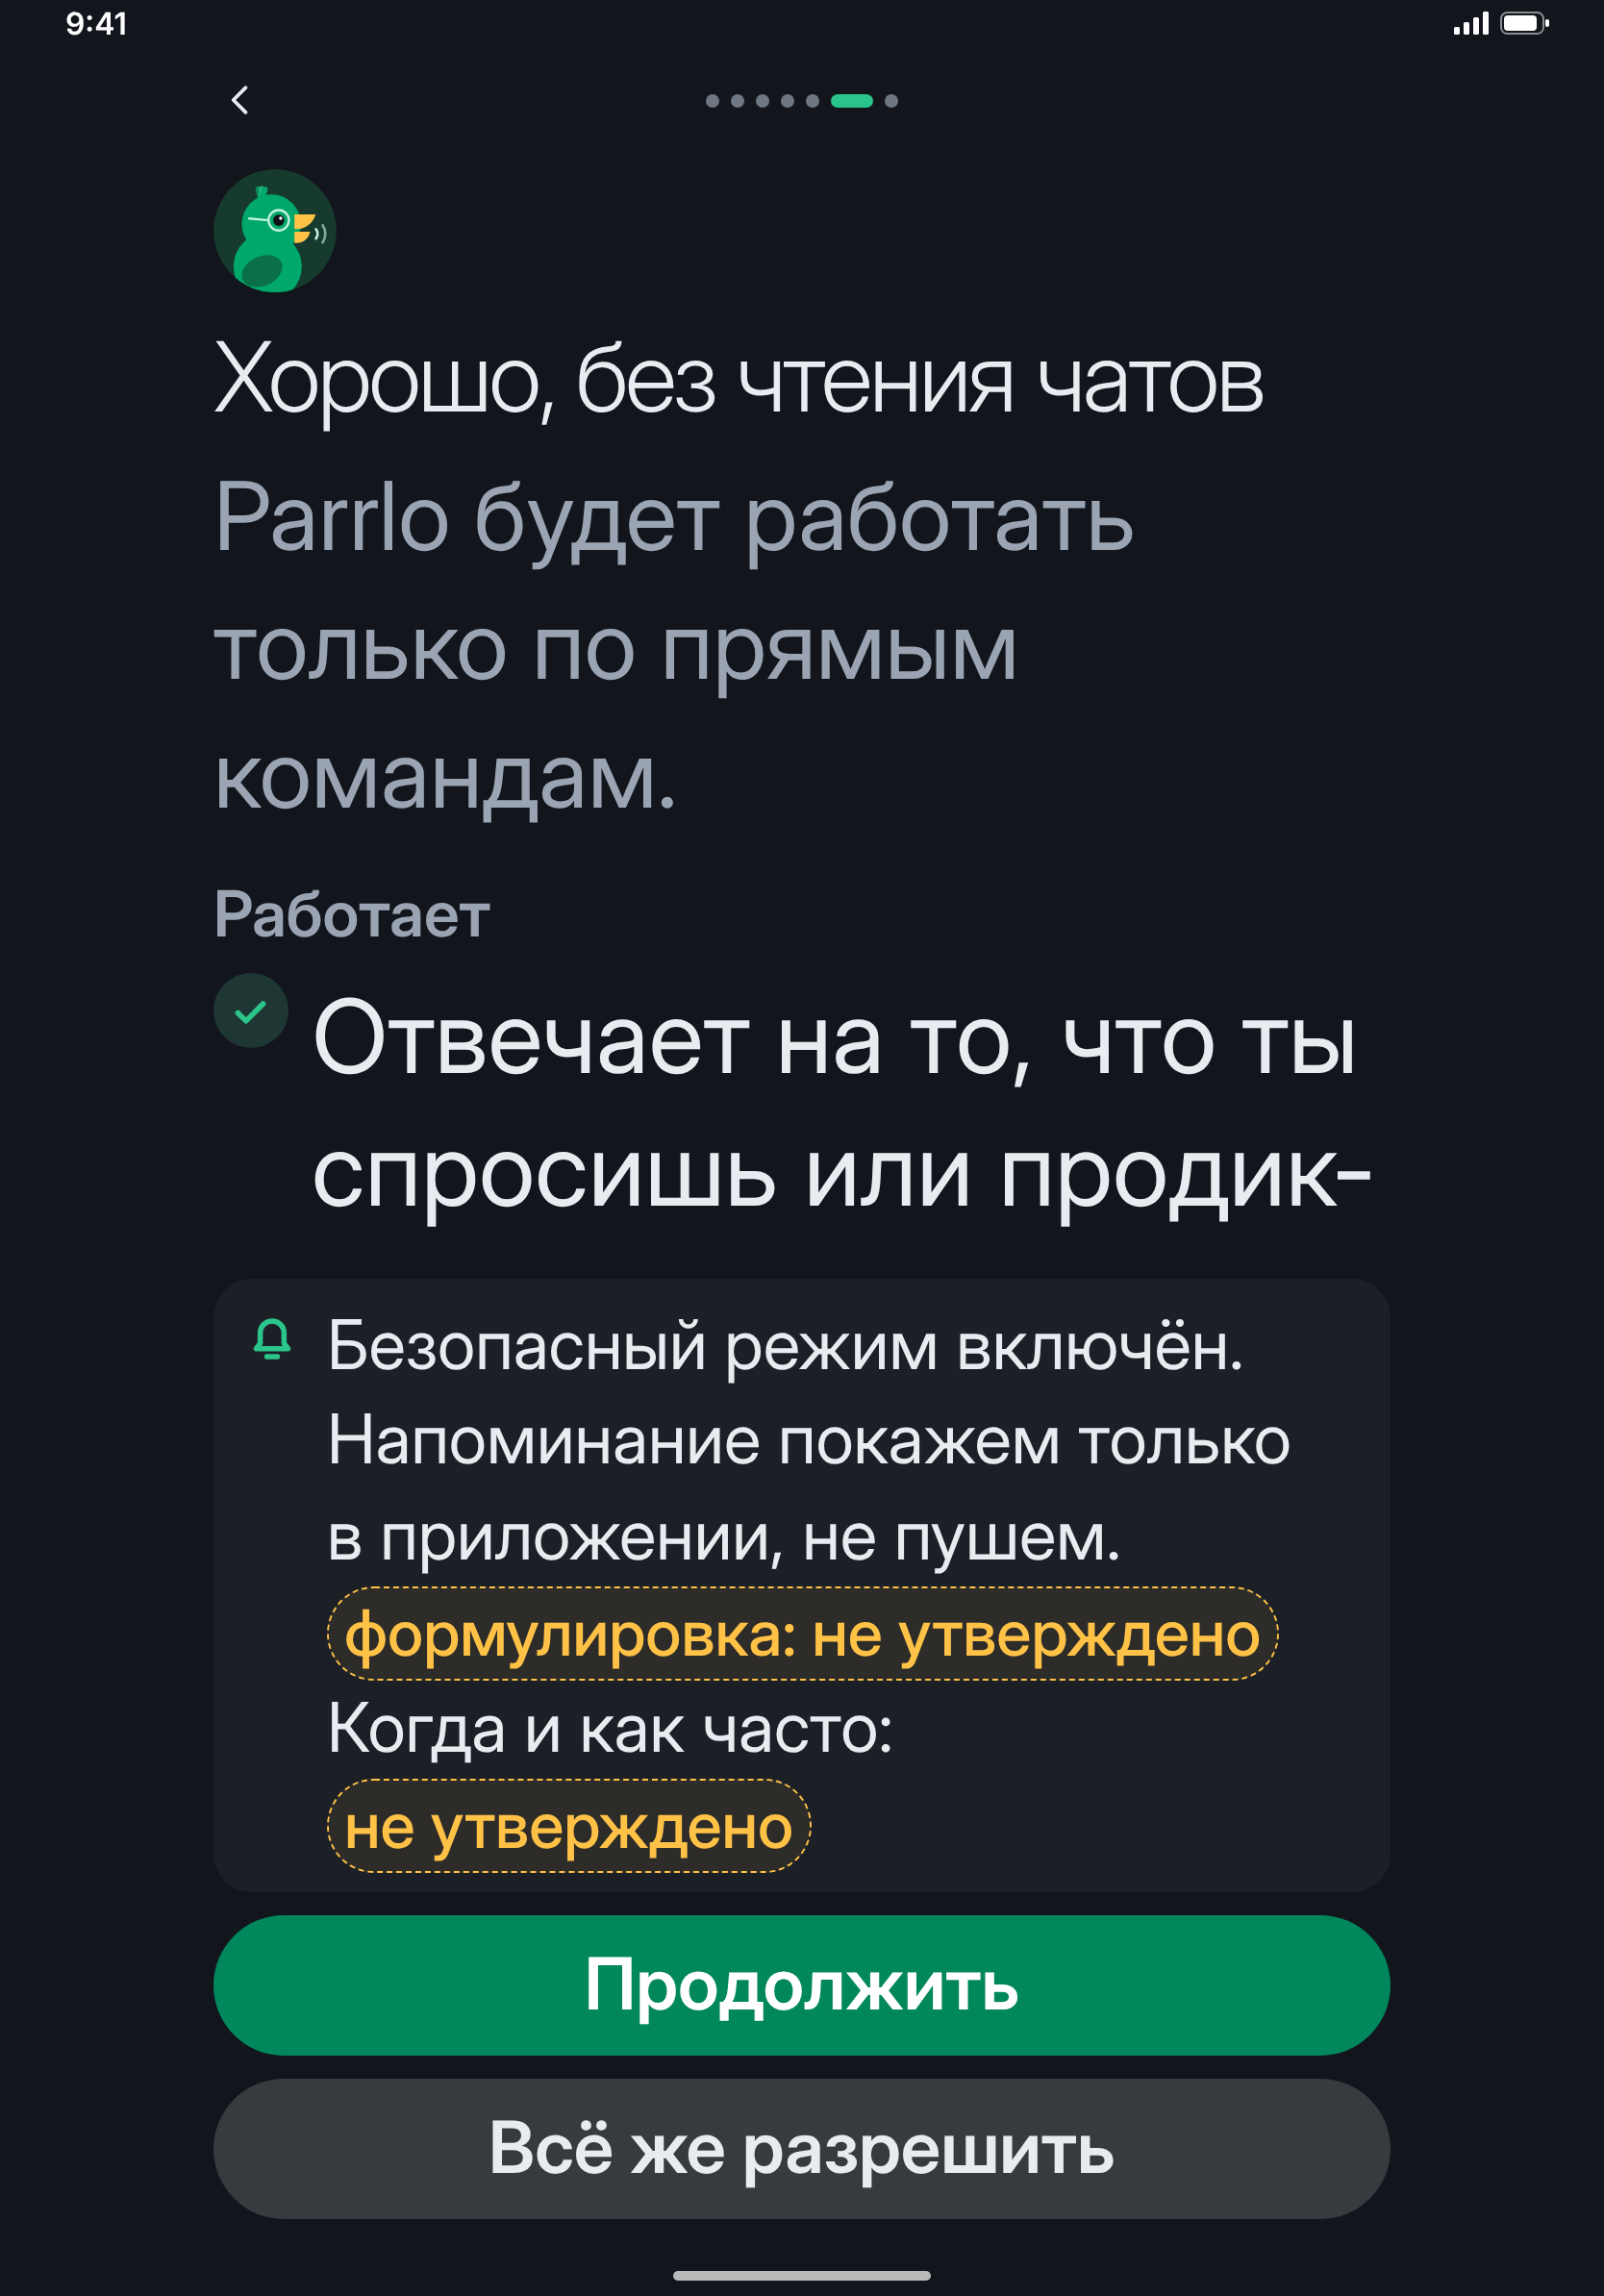 9:41
Хорошо, без чтения чатов
Parrlo будет работать
только по прямым
командам.
Работает
Отвечает на то, что ты
спросишь или продик-
Безопасный режим включён.
Напоминание покажем только
в приложении, не пушем.
формулировка: не утверждено
Когда и как часто:
не утверждено
Продолжить
Всё же разрешить